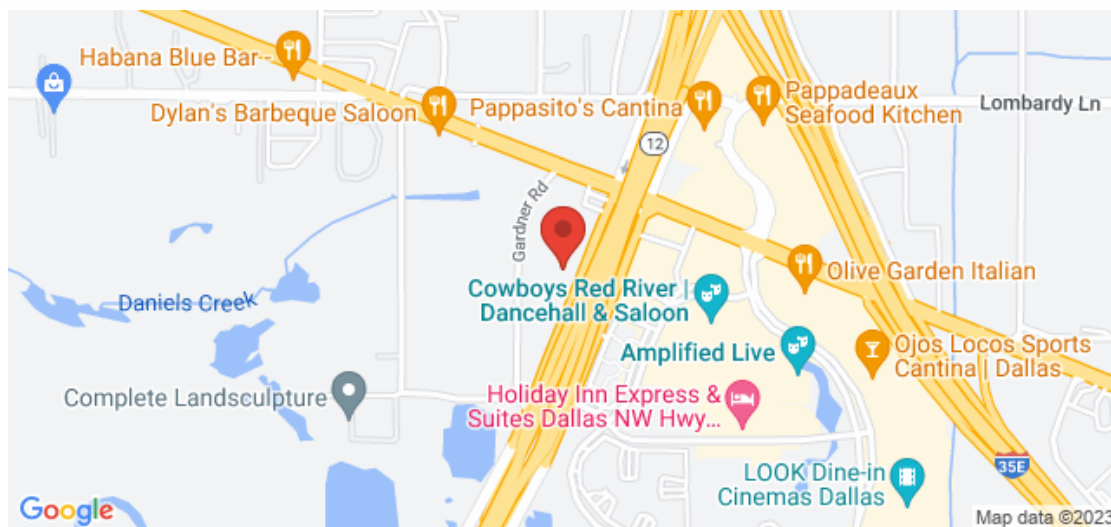 Habana Blue Bar
Dylan's Barbeque Saloon
Pappasito's Cantina
Pappadeaux
Seafood Kitchen
Lombardy Ln
12
Gardner Rd
Daniels Creek
Cowboys Red River |
Dancehall & Saloon
Olive Garden Italian
Amplified Live
Ojos Locos Sports
Cantina | Dallas
Complete Landsculpture
Holiday Inn Express &
Suites Dallas NW Hwy...
35E
LOOK Dine-in
Cinemas Dallas
Google
Map data ©2023